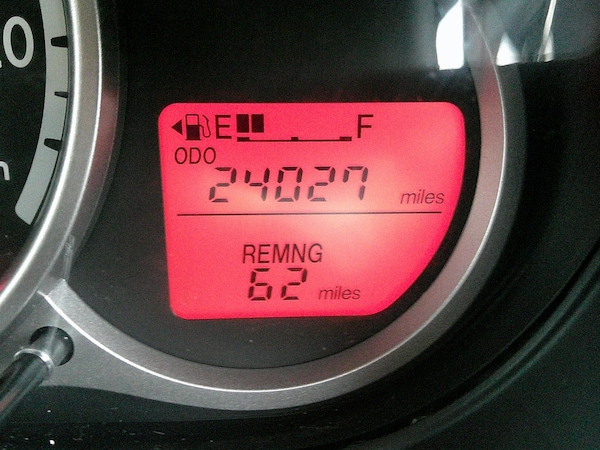 E F
ODO
24027 miles
REMNG
62 miles